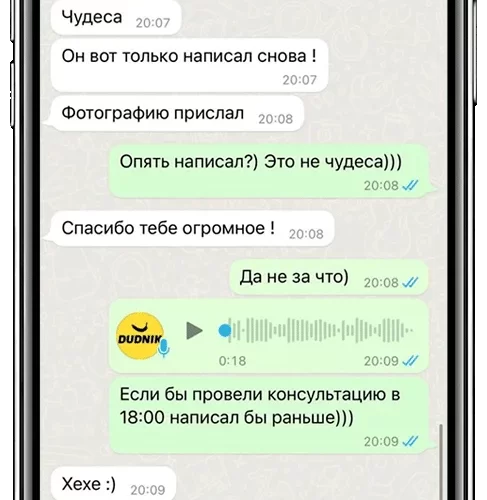 Чудеса 20:07
Он вот только написал снова !
20:07
Фотографию прислал 20:08
Опять написал?) Это не чудеса)))
20:08
Спасибо тебе огромное ! 20:08
Да не за что) 20:08
DUDNIK
0:18 20:09
Если бы провели консультацию в
18:00 написал бы раньше)))
20:09
Хехе :) 20:09